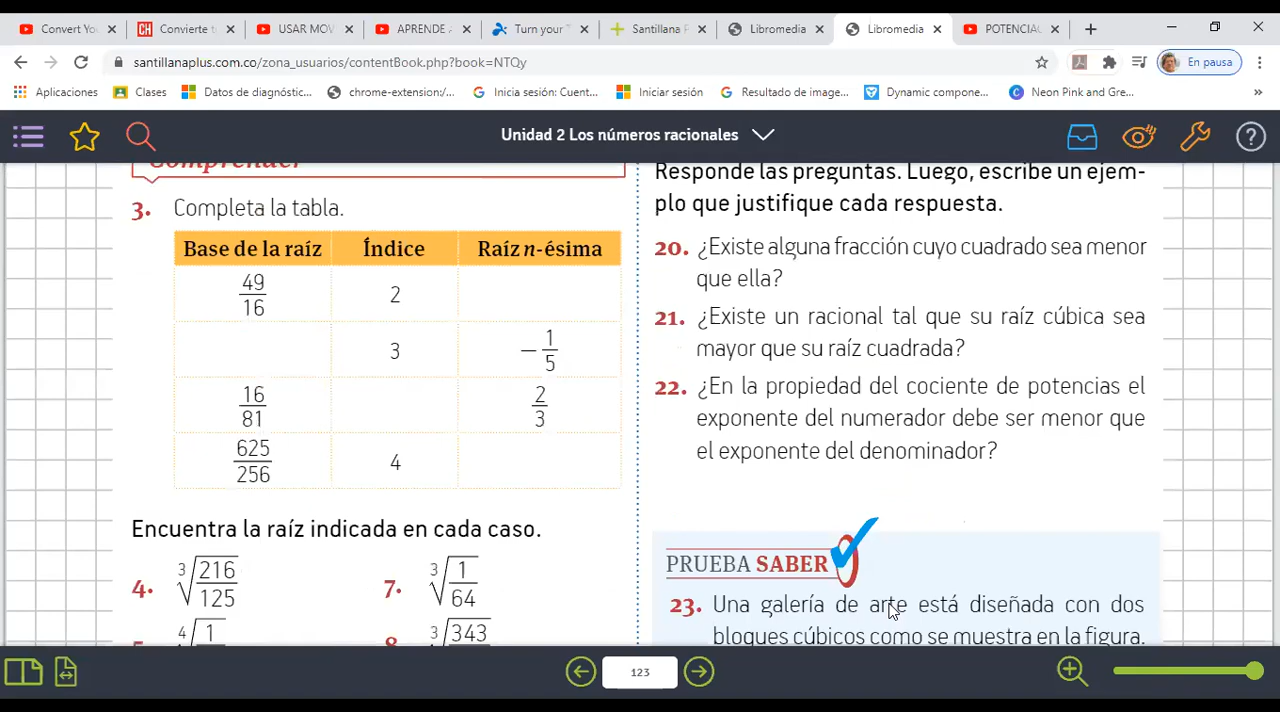 Convert Yo
Convierte t
USAR MOV
APRENDE A
Turn your "
Santillana P
Libromedia
Libromedia
POTENCIA
santillanaplus.com.co/zona_usuarios/contentBook.php?book=NTQy
En pausa
Aplicaciones
Clases
Datos de diagnóstic...
chrome-extension:/...
Inicia sesión: Cuent...
Iniciar sesión
Resultado de image...
Dynamic compone...
Neon Pink and Gre...
»
Unidad 2 Los números racionales
Comprender
3. Completa la tabla.
Base de la raíz Índice Raíz n-ésima
49/16 2
3 −1/5
16/81 2/3
625/256 4
Encuentra la raíz indicada en cada caso.
4. ∛(216/125) 7. ∛(1/64)
∜1 8. ∛343
Responde las preguntas. Luego, escribe un ejem-
plo que justifique cada respuesta.
20. ¿Existe alguna fracción cuyo cuadrado sea menor
que ella?
21. ¿Existe un racional tal que su raíz cúbica sea
mayor que su raíz cuadrada?
22. ¿En la propiedad del cociente de potencias el
exponente del numerador debe ser menor que
el exponente del denominador?
PRUEBA SABER
23. Una galería de arte está diseñada con dos
bloques cúbicos como se muestra en la figura.
123